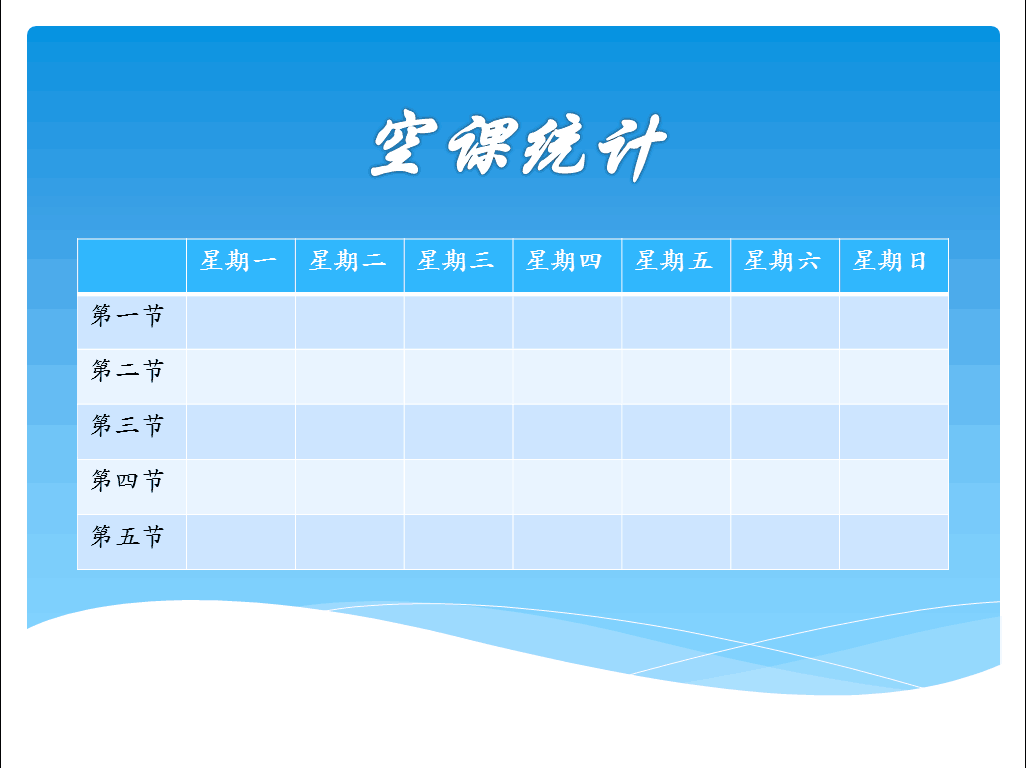 空课统计
星期一 星期二 星期三 星期四 星期五 星期六 星期日
第一节
第二节
第三节
第四节
第五节